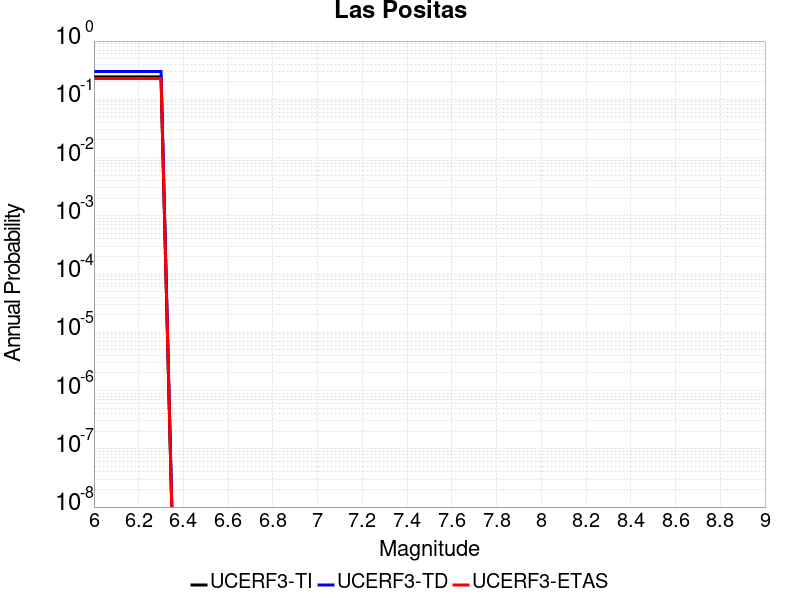 Las Positas
10^0
10^-1
10^-2
10^-3
10^-4
10^-5
10^-6
10^-7
10^-8
Annual Probability
6 6.2 6.4 6.6 6.8 7 7.2 7.4 7.6 7.8 8 8.2 8.4 8.6 8.8 9
Magnitude
UCERF3-TI UCERF3-TD UCERF3-ETAS